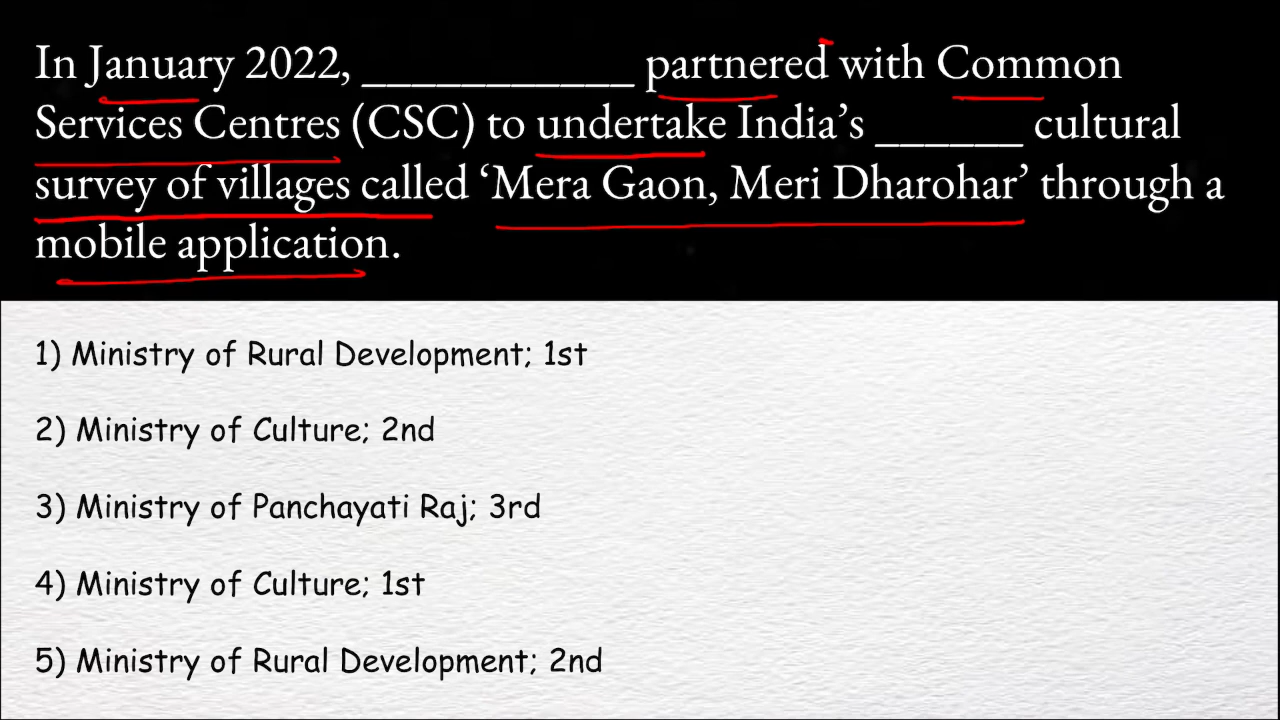 In January 2022, ___________ partnered with Common
Services Centres (CSC) to undertake India’s ______ cultural
survey of villages called ‘Mera Gaon, Meri Dharohar’ through a
mobile application.
1) Ministry of Rural Development; 1st
2) Ministry of Culture; 2nd
3) Ministry of Panchayati Raj; 3rd
4) Ministry of Culture; 1st
5) Ministry of Rural Development; 2nd